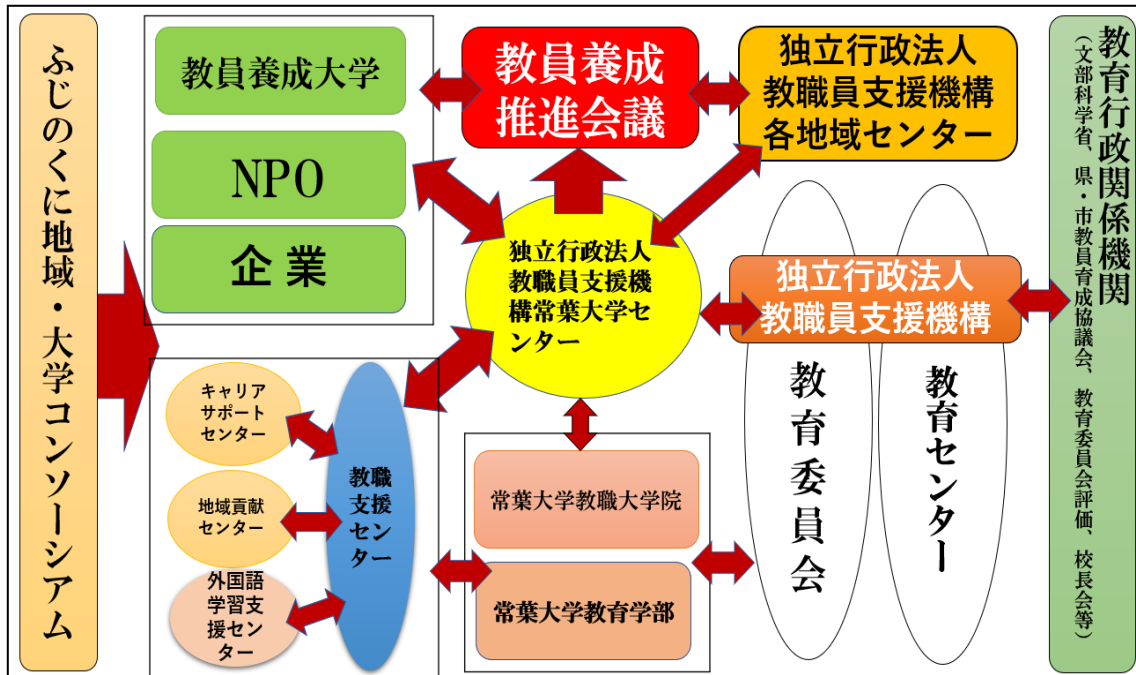 ふじのくに地域・大学コンソーシアム
教員養成大学
NPO
企業
教員養成
推進会議
独立行政法人
教職員支援機構
各地域センター
独立行政法人
教職員支援機
構常葉大学セ
ンター
独立行政法人
教職員支援機構
教育委員会
教育センター
キャリア
サポート
センター
地域貢献
センター
外国語
学習支
援セン
ター
教職
支援
セン
ター
常葉大学教職大学院
常葉大学教育学部
教育行政関係機関
(文部科学省、県・市教員育成協議会、教育委員会評価、校長会等)